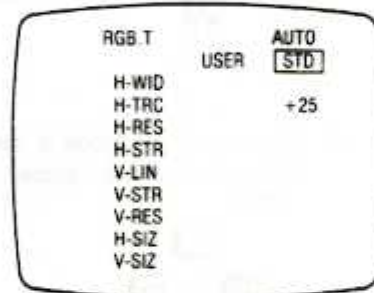 RGB.T AUTO
USER STD
H-WID
H-TRC +25
H-RES
H-STR
V-LIN
V-STR
V-RES
H-SIZ
V-SIZ